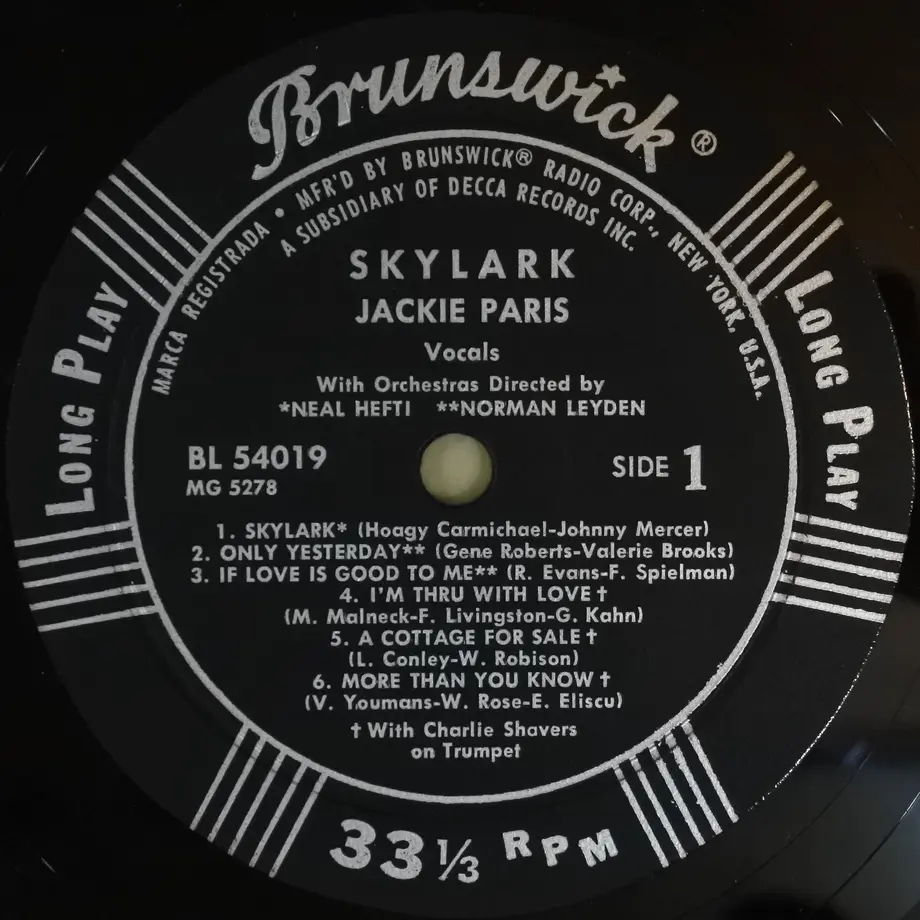 Brunswick®
MARCA REGISTRADA • MFR'D BY BRUNSWICK® RADIO CORP., NEW YORK, U.S.A.
A SUBSIDIARY OF DECCA RECORDS INC.
SKYLARK
JACKIE PARIS
Vocals
With Orchestras Directed by
*NEAL HEFTI **NORMAN LEYDEN
LONG PLAY
LONG PLAY
BL 54019
MG 5278
SIDE 1
1. SKYLARK* (Hoagy Carmichael-Johnny Mercer)
2. ONLY YESTERDAY** (Gene Roberts-Valerie Brooks)
3. IF LOVE IS GOOD TO ME** (R. Evans-F. Spielman)
4. I'M THRU WITH LOVE†
(M. Malneck-F. Livingston-G. Kahn)
5. A COTTAGE FOR SALE†
(L. Conley-W. Robison)
6. MORE THAN YOU KNOW†
(V. Youmans-W. Rose-E. Eliscu)
†With Charlie Shavers
on Trumpet
33⅓ RPM